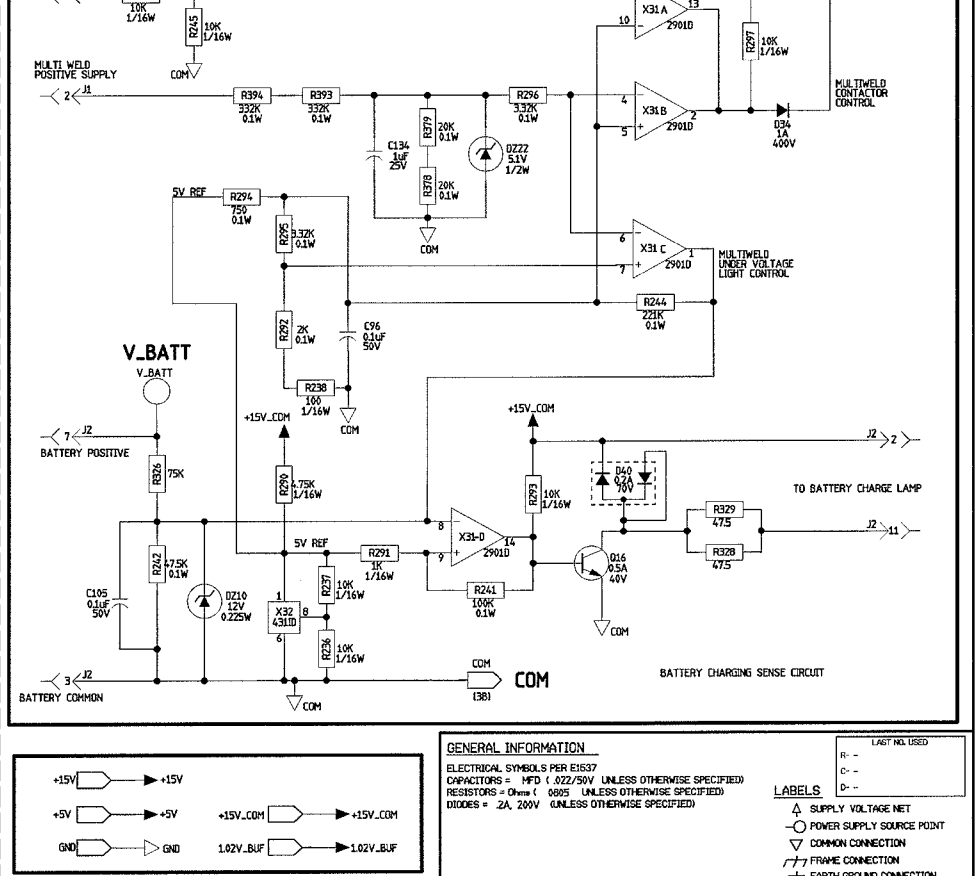 10K
1/16W
R245
10K
1/16W
COM
13
X31A
10
2901D
R297
10K
1/16W
MULTI WELD
POSITIVE SUPPLY
2
J1
R394
332K
0.1W
R393
332K
0.1W
R296
3.32K
0.1W
4
X31B
2
5
2901D
D34
1A
400V
MULTIWELD
CONTACTOR
CONTROL
C134
1uF
25V
R379
20K
0.1W
R378
20K
0.1W
DZ22
5.1V
1/2W
COM
5V REF
R294
750
0.1W
R295
3.32K
0.1W
6
X31 C
1
7
2901D
MULTIWELD
UNDER VOLTAGE
LIGHT CONTROL
R244
221K
0.1W
R292
2K
0.1W
C96
0.1uF
50V
R238
100
1/16W
COM
V_BATT
V_BATT
7
J2
BATTERY POSITIVE
R326
75K
+15V_COM
R290
4.75K
1/16W
+15V_COM
R293
10K
1/16W
D40
0.2A
70V
J2
2
TO BATTERY CHARGE LAMP
R329
47.5
R328
47.5
J2
11
8
X31-D
14
9
2901D
5V REF
R291
1K
1/16W
R241
100K
0.1W
Q16
0.5A
40V
COM
R242
47.5K
0.1W
C105
0.1uF
50V
DZ10
12V
0.225W
1
X32
431ID
8
6
R237
10K
1/16W
R236
10K
1/16W
3
J2
BATTERY COMMON
COM
COM
(3B)
COM
BATTERY CHARGING SENSE CIRCUIT
+15V
+15V
+5V
+5V
GND
GND
+15V_COM
+15V_COM
1.02V_BUF
1.02V_BUF
GENERAL INFORMATION
ELECTRICAL SYMBOLS PER E1537
CAPACITORS = MFD ( .022/50V UNLESS OTHERWISE SPECIFIED)
RESISTORS = Ohms ( 0805 UNLESS OTHERWISE SPECIFIED)
DIODES = .2A, 200V (UNLESS OTHERWISE SPECIFIED)
LAST NO. USED
R- -
C- -
D- -
LABELS
SUPPLY VOLTAGE NET
POWER SUPPLY SOURCE POINT
COMMON CONNECTION
FRAME CONNECTION
EARTH GROUND CONNECTION